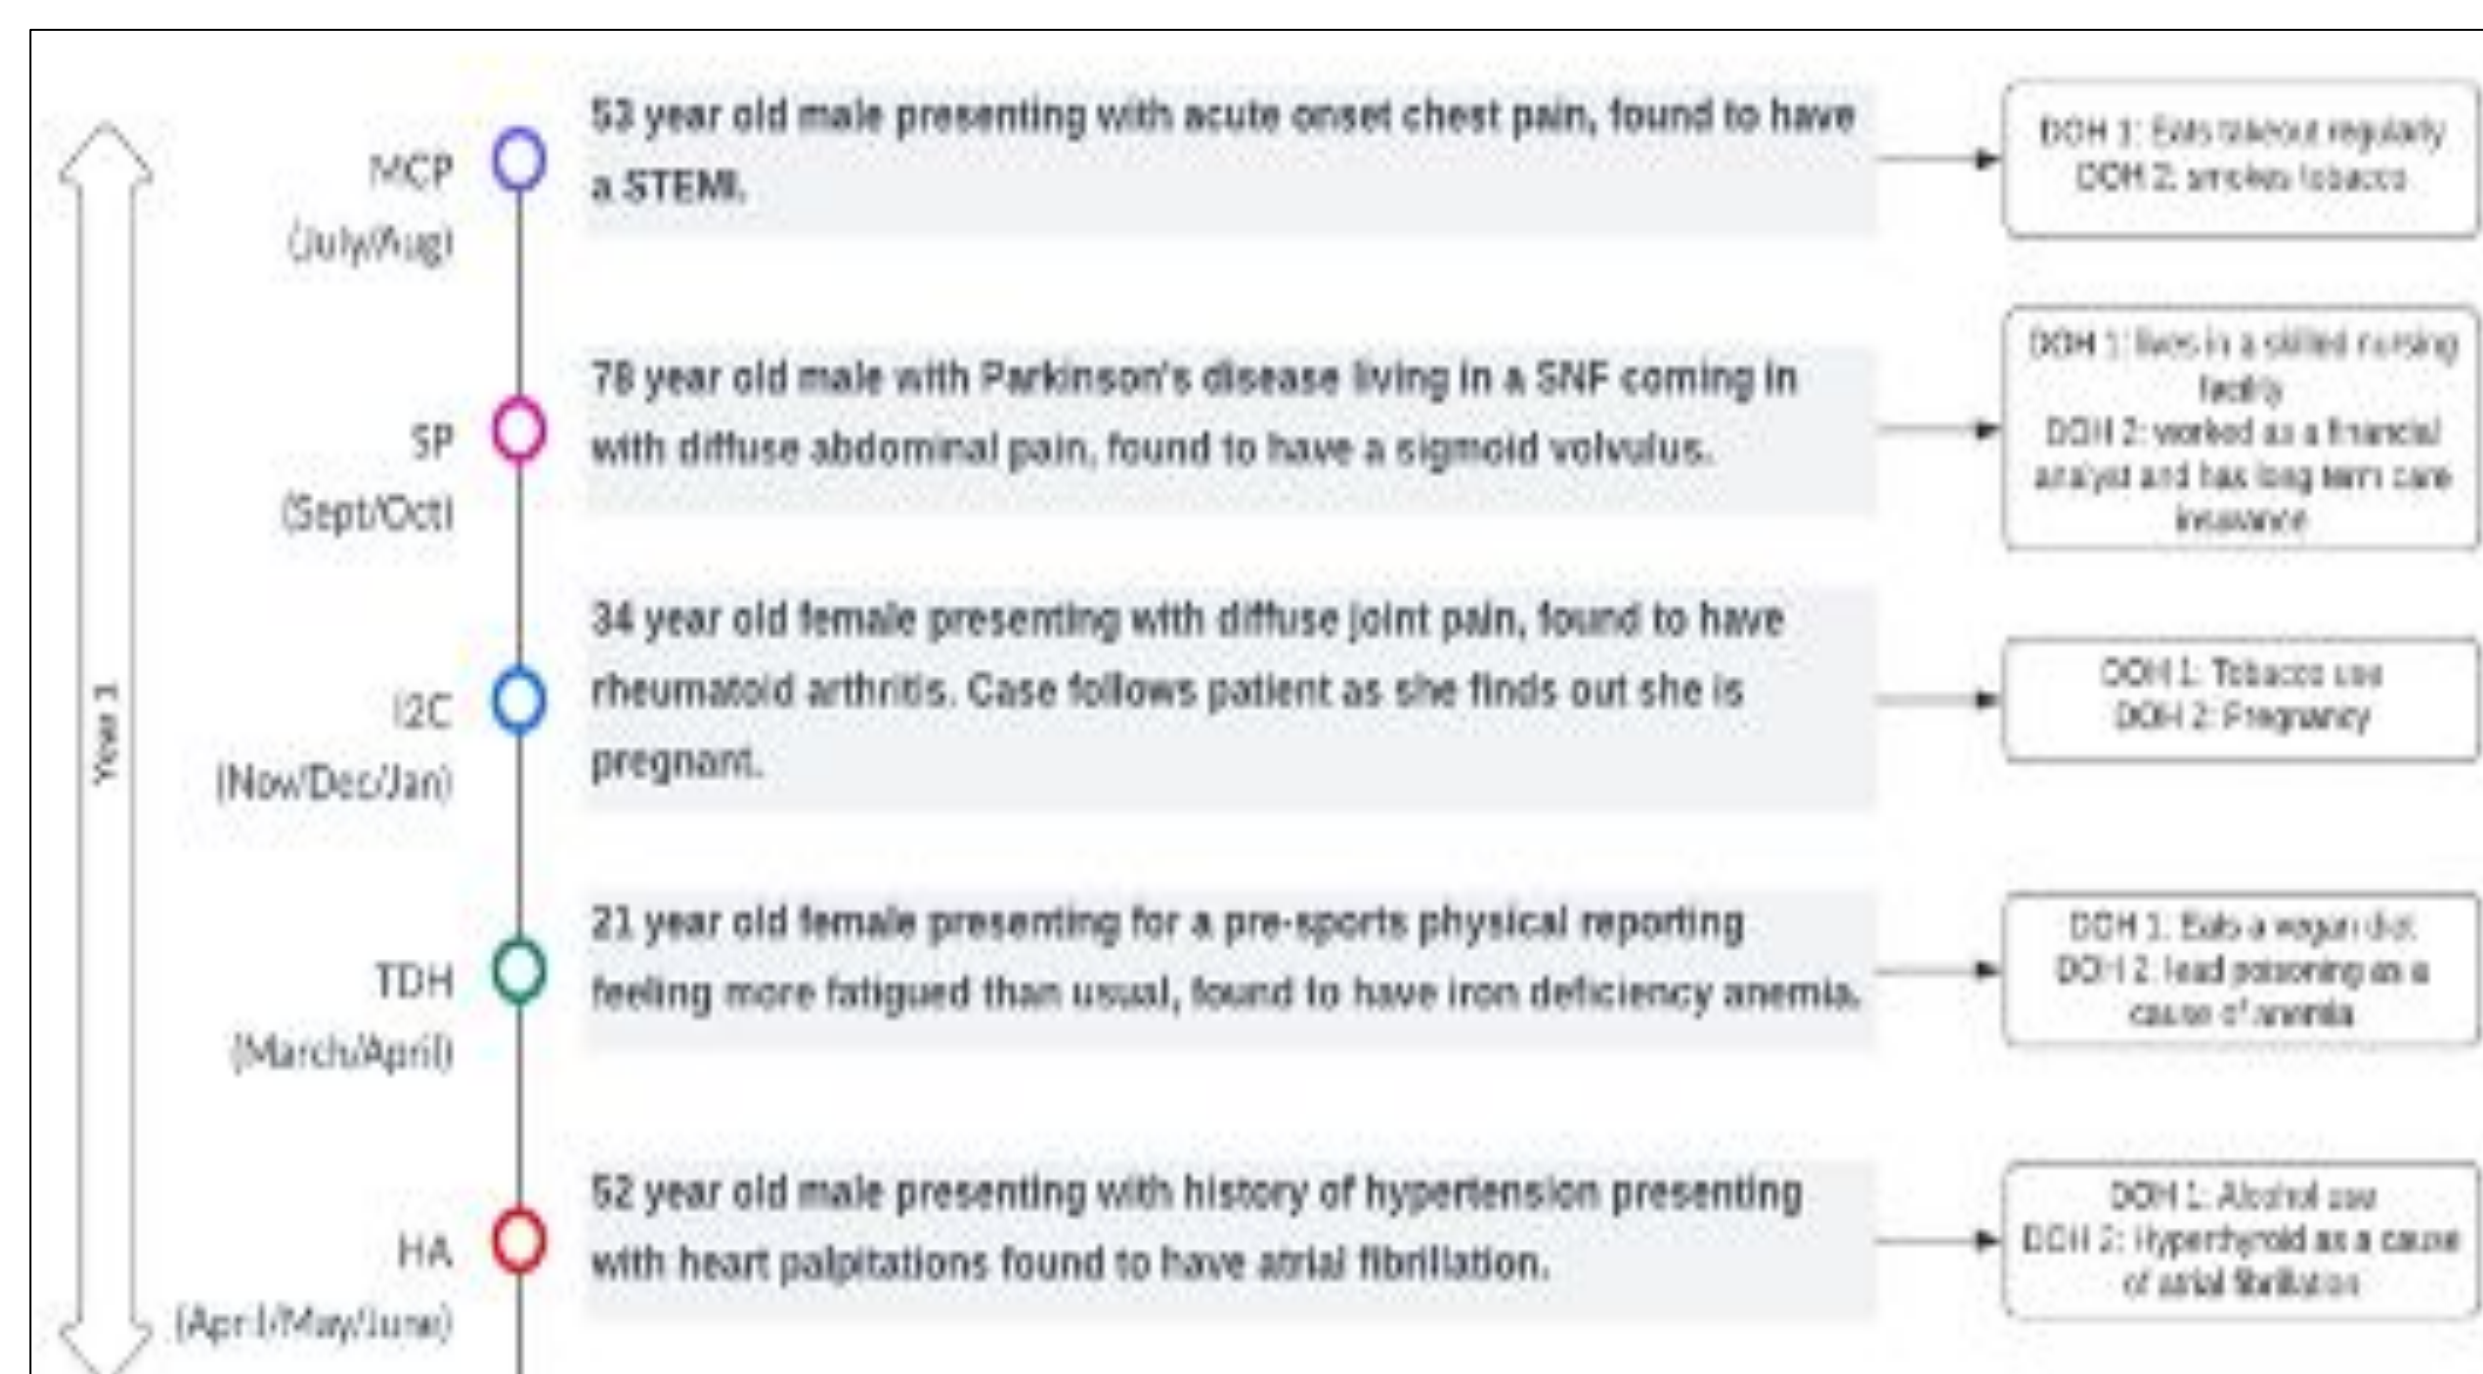 53 year old male presenting with acute onset chest pain, found to have
a STEMI.
MCP
(July/Aug)
DOH 1: Eats takeout regularly
DOH 2: smokes tobacco
78 year old male with Parkinson's disease living in a SNF coming in
with diffuse abdominal pain, found to have a sigmoid volvulus.
SP
(Sept/Oct)
DOH 1: lives in a skilled nursing
facility
DOH 2: worked as a financial
analyst and has long term care
insurance
Year 1
34 year old female presenting with diffuse joint pain, found to have
rheumatoid arthritis. Case follows patient as she finds out she is
pregnant.
I2C
(Nov/Dec/Jan)
DOH 1: Tobacco use
DOH 2: Pregnancy
21 year old female presenting for a pre-sports physical reporting
feeling more fatigued than usual, found to have iron deficiency anemia.
TDH
(March/April)
DOH 1: Eats a vegan diet
DOH 2: lead poisoning as a
cause of anemia
52 year old male presenting with history of hypertension presenting
with heart palpitations found to have atrial fibrillation.
HA
(April/May/June)
DOH 1: Alcohol use
DOH 2: Hyperthyroid as a cause
of atrial fibrillation